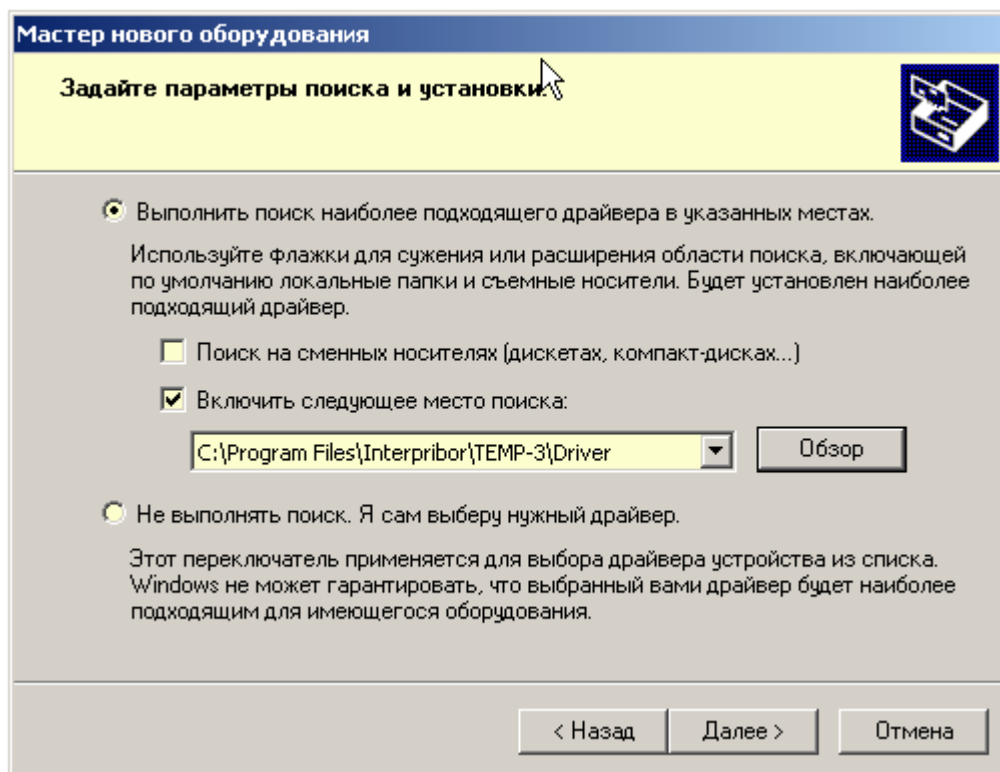 Мастер нового оборудования
Задайте параметры поиска и установки.
Выполнить поиск наиболее подходящего драйвера в указанных местах.
Используйте флажки для сужения или расширения области поиска, включающей
по умолчанию локальные папки и съемные носители. Будет установлен наиболее
подходящий драйвер.
Поиск на сменных носителях (дискетах, компакт-дисках...)
Включить следующее место поиска:
C:\Program Files\Interpribor\TEMP-3\Driver
Обзор
Не выполнять поиск. Я сам выберу нужный драйвер.
Этот переключатель применяется для выбора драйвера устройства из списка.
Windows не может гарантировать, что выбранный вами драйвер будет наиболее
подходящим для имеющегося оборудования.
< Назад Далее > Отмена